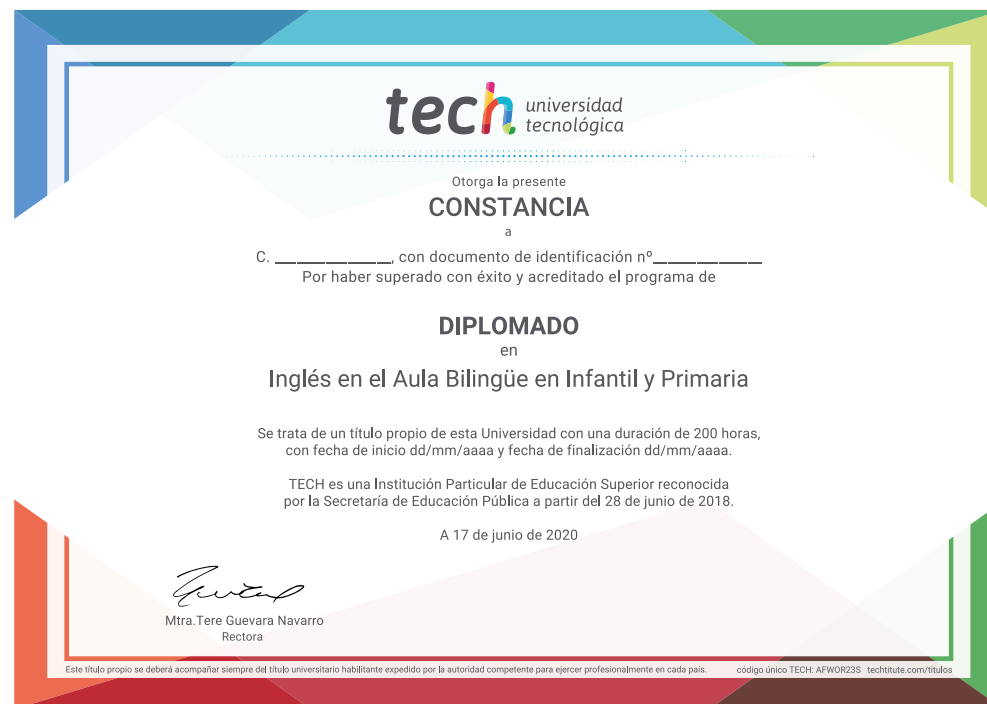 tech universidad
tecnológica
Otorga la presente
CONSTANCIA
a
C. ______________, con documento de identificación nº_____________
Por haber superado con éxito y acreditado el programa de
DIPLOMADO
en
Inglés en el Aula Bilingüe en Infantil y Primaria
Se trata de un título propio de esta Universidad con una duración de 200 horas,
con fecha de inicio dd/mm/aaaa y fecha de finalización dd/mm/aaaa.
TECH es una Institución Particular de Educación Superior reconocida
por la Secretaría de Educación Pública a partir del 28 de junio de 2018.
A 17 de junio de 2020
Mtra.Tere Guevara Navarro
Rectora
Este título propio se deberá acompañar siempre del título universitario habilitante expedido por la autoridad competente para ejercer profesionalmente en cada país. código único TECH: AFWOR23S techtitute.com/titulos